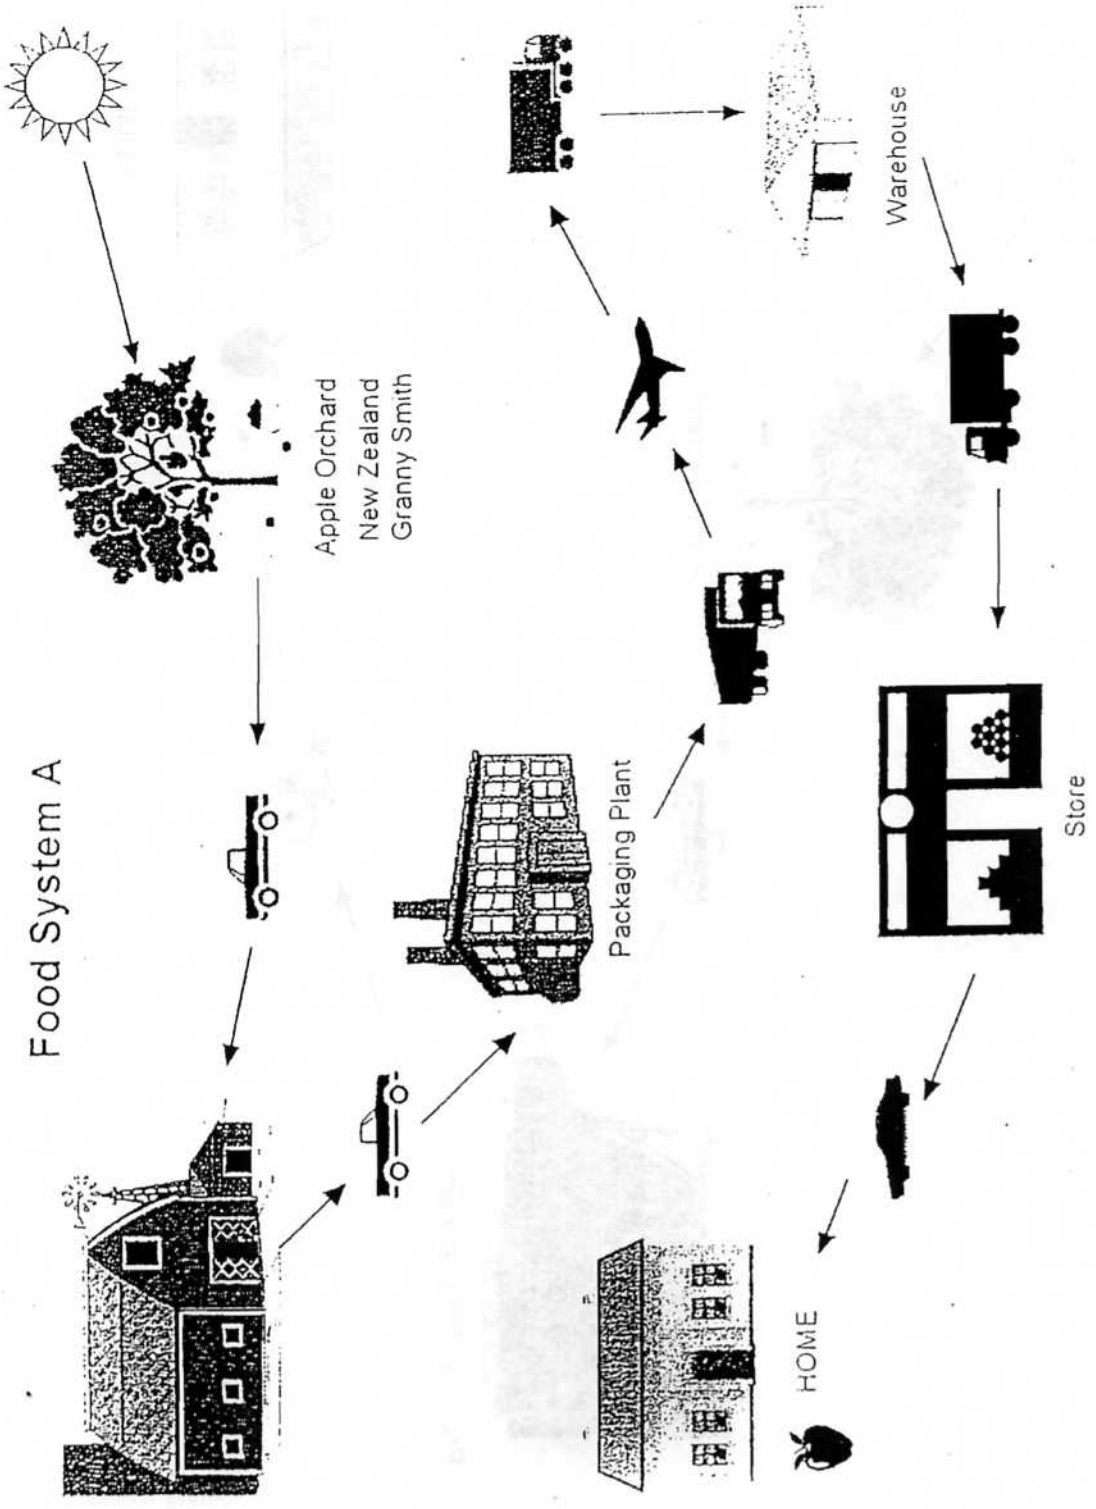 Food System A
Apple Orchard
New Zealand
Granny Smith
Packaging Plant
Warehouse
Store
HOME